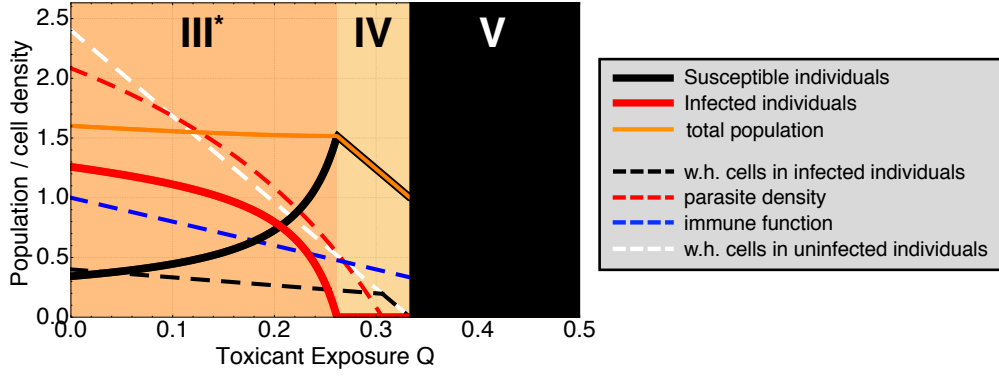 III*
IV
V
Population / cell density
2.5
2.0
1.5
1.0
0.5
0.0
0.0
0.1
0.2
0.3
0.4
0.5
Toxicant Exposure Q
Susceptible individuals
Infected individuals
total population
w.h. cells in infected individuals
parasite density
immune function
w.h. cells in uninfected individuals